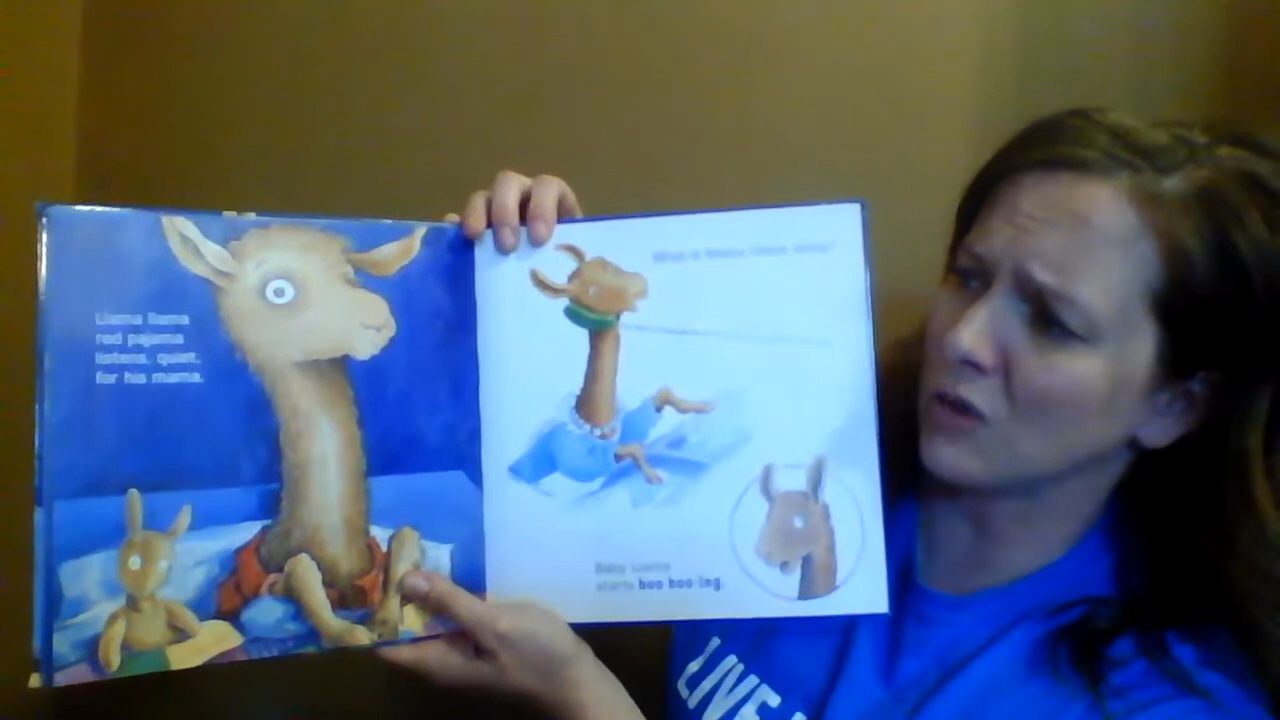 Llama llama
red pajama
listens, quiet,
for his mama.
What is Mama Llama doing?
Baby Llama
starts boo hoo-ing.
LIVE